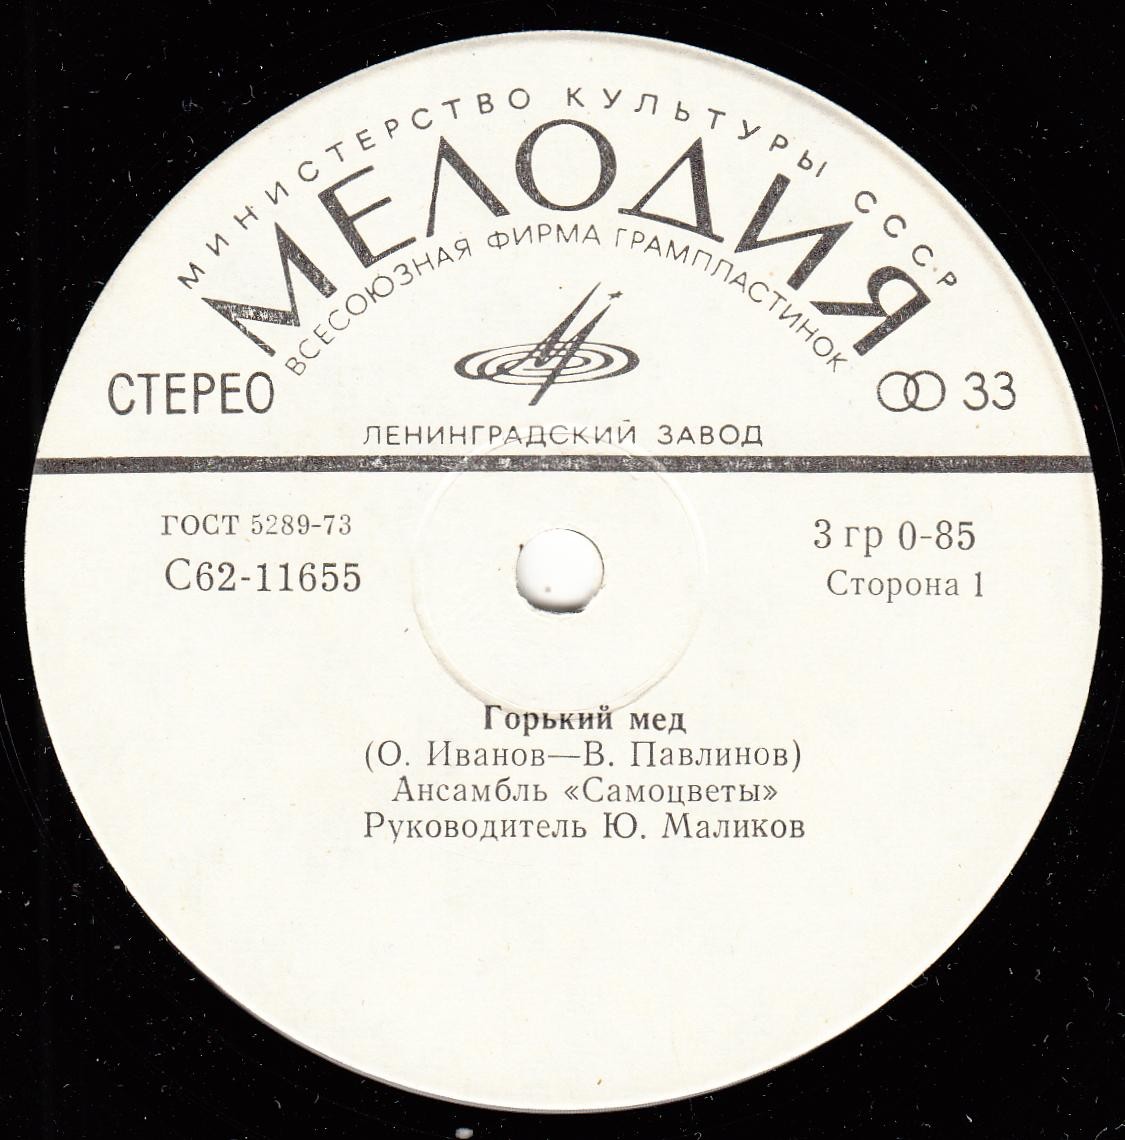 МИНИСТЕРСТВО КУЛЬТУРЫ СССР
МЕЛОДИЯ
ВСЕСОЮЗНАЯ ФИРМА ГРАМПЛАСТИНОК
СТЕРЕО
33
ЛЕНИНГРАДСКИЙ ЗАВОД
ГОСТ 5289-73
3 гр 0-85
С62-11655
Сторона 1
Горький мед
(О. Иванов—В. Павлинов)
Ансамбль «Самоцветы»
Руководитель Ю. Маликов